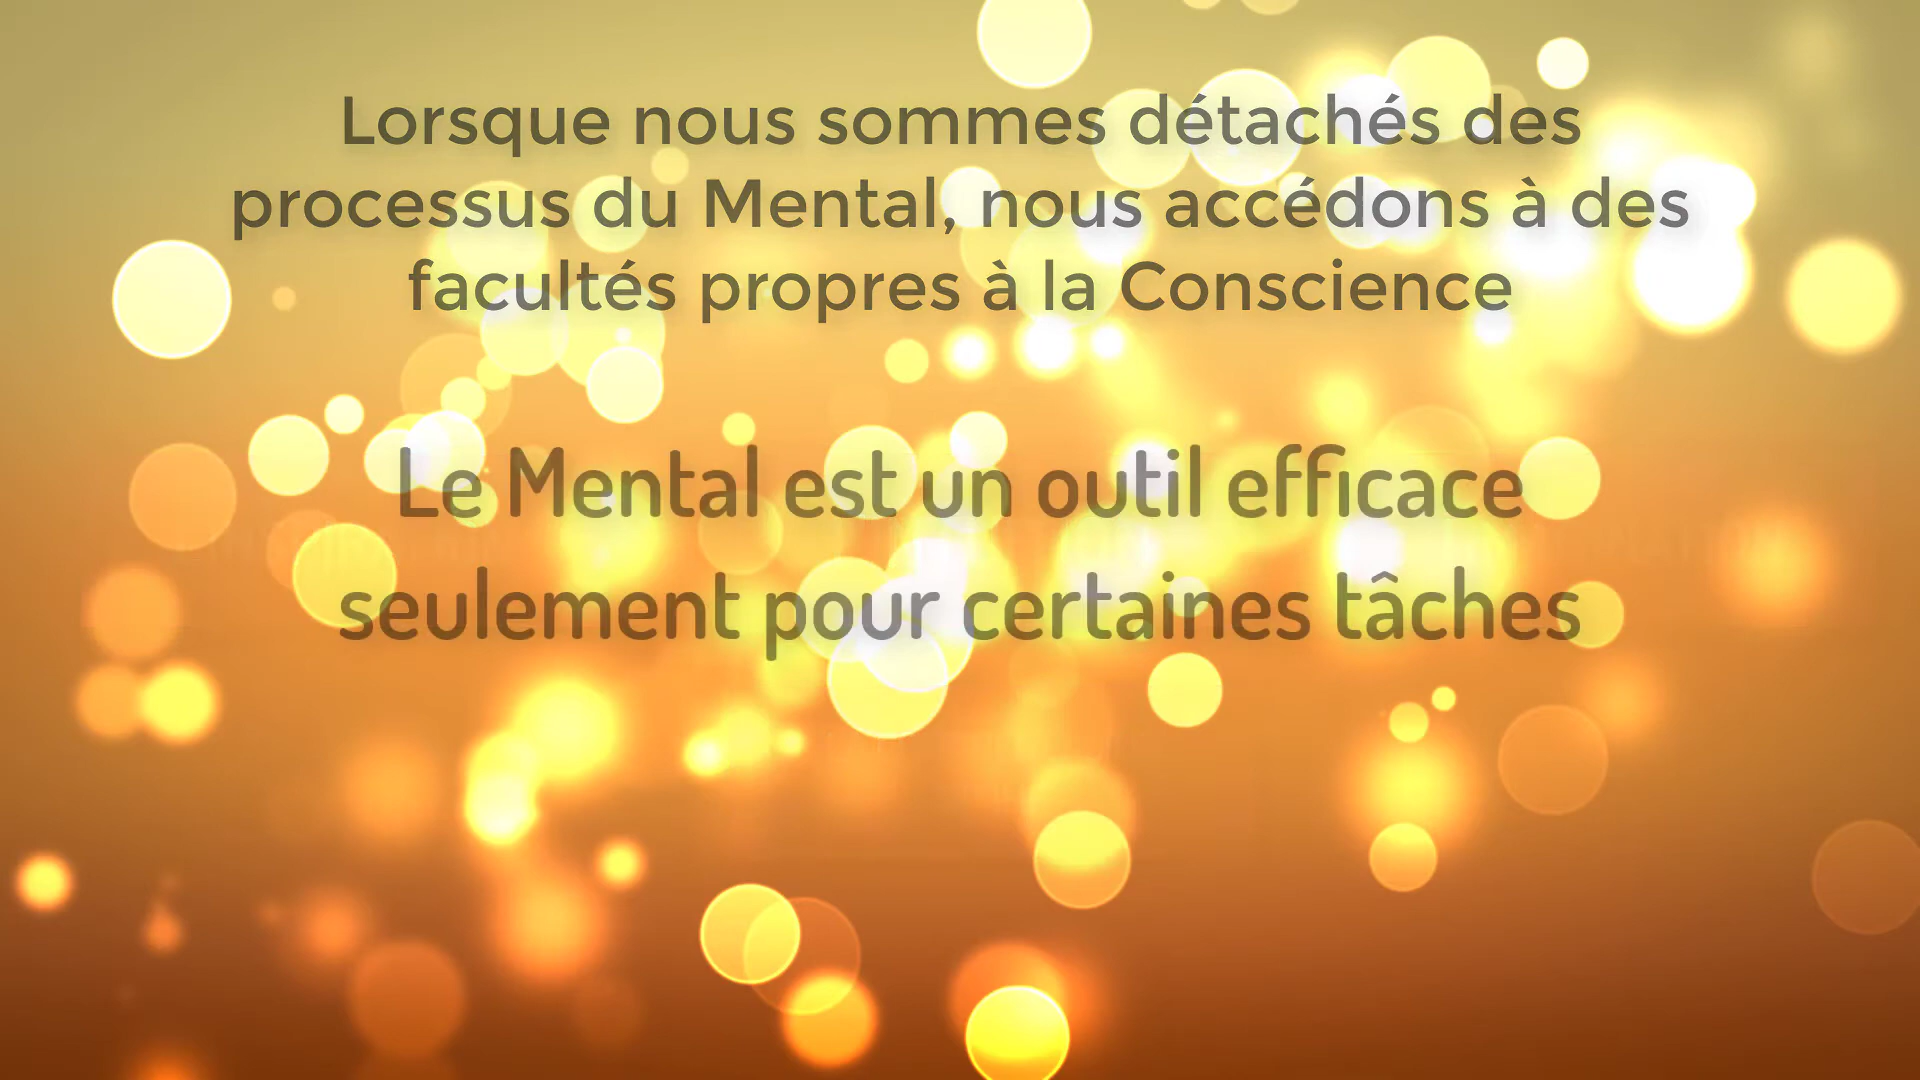 Lorsque nous sommes détachés des
processus du Mental, nous accédons à des
facultés propres à la Conscience
Le Mental est un outil efficace
seulement pour certaines tâches